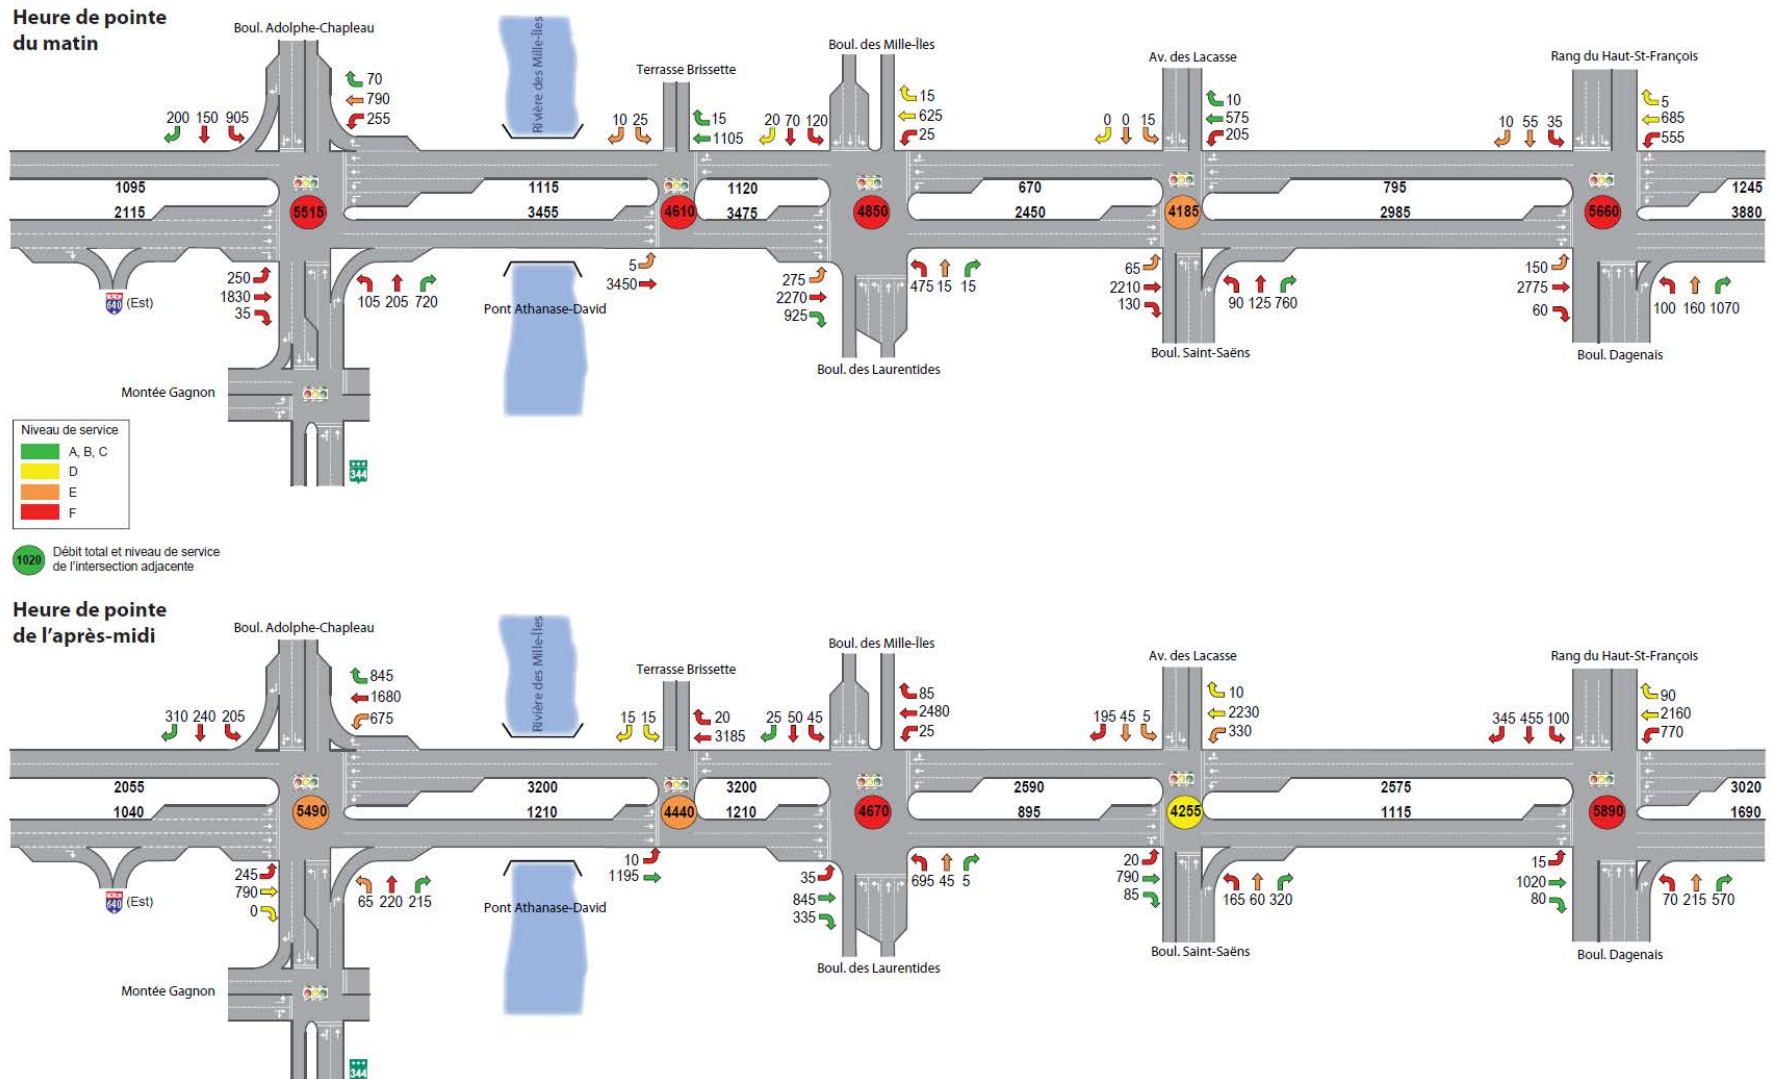 Heure de pointe
du matin
Boul. Adolphe-Chapleau
Rivière des Mille-Îles
Terrasse Brissette
Boul. des Mille-Îles
Av. des Lacasse
Rang du Haut-St-François
200 150 905
70
790
255
10 25
15
1105
20 70 120
15
625
25
0 0 15
10
575
205
10 55 35
5
685
555
1095
2115
5515
1115
3455
4610
1120
3475
4850
670
2450
4185
795
2985
5660
1245
3880
640 (Est)
250
1830
35
105 205 720
Pont Athanase-David
5
3450
275
2270
925
475 15 15
65
2210
130
90 125 760
150
2775
60
100 160 1070
Boul. des Laurentides
Boul. Saint-Saëns
Boul. Dagenais
Montée Gagnon
344
Niveau de service
A, B, C
D
E
F
1020
Débit total et niveau de service
de l'intersection adjacente
Heure de pointe
de l'après-midi
Boul. Adolphe-Chapleau
Rivière des Mille-Îles
Terrasse Brissette
Boul. des Mille-Îles
Av. des Lacasse
Rang du Haut-St-François
310 240 205
845
1680
675
15 15
20
3185
25 50 45
85
2480
25
195 45 5
10
2230
330
345 455 100
90
2160
770
2055
1040
5490
3200
1210
4440
3200
1210
4670
2590
895
4255
2575
1115
5890
3020
1690
640 (Est)
245
790
0
65 220 215
Pont Athanase-David
10
1195
35
845
335
695 45 5
20
790
85
165 60 320
15
1020
80
70 215 570
Boul. des Laurentides
Boul. Saint-Saëns
Boul. Dagenais
Montée Gagnon
344